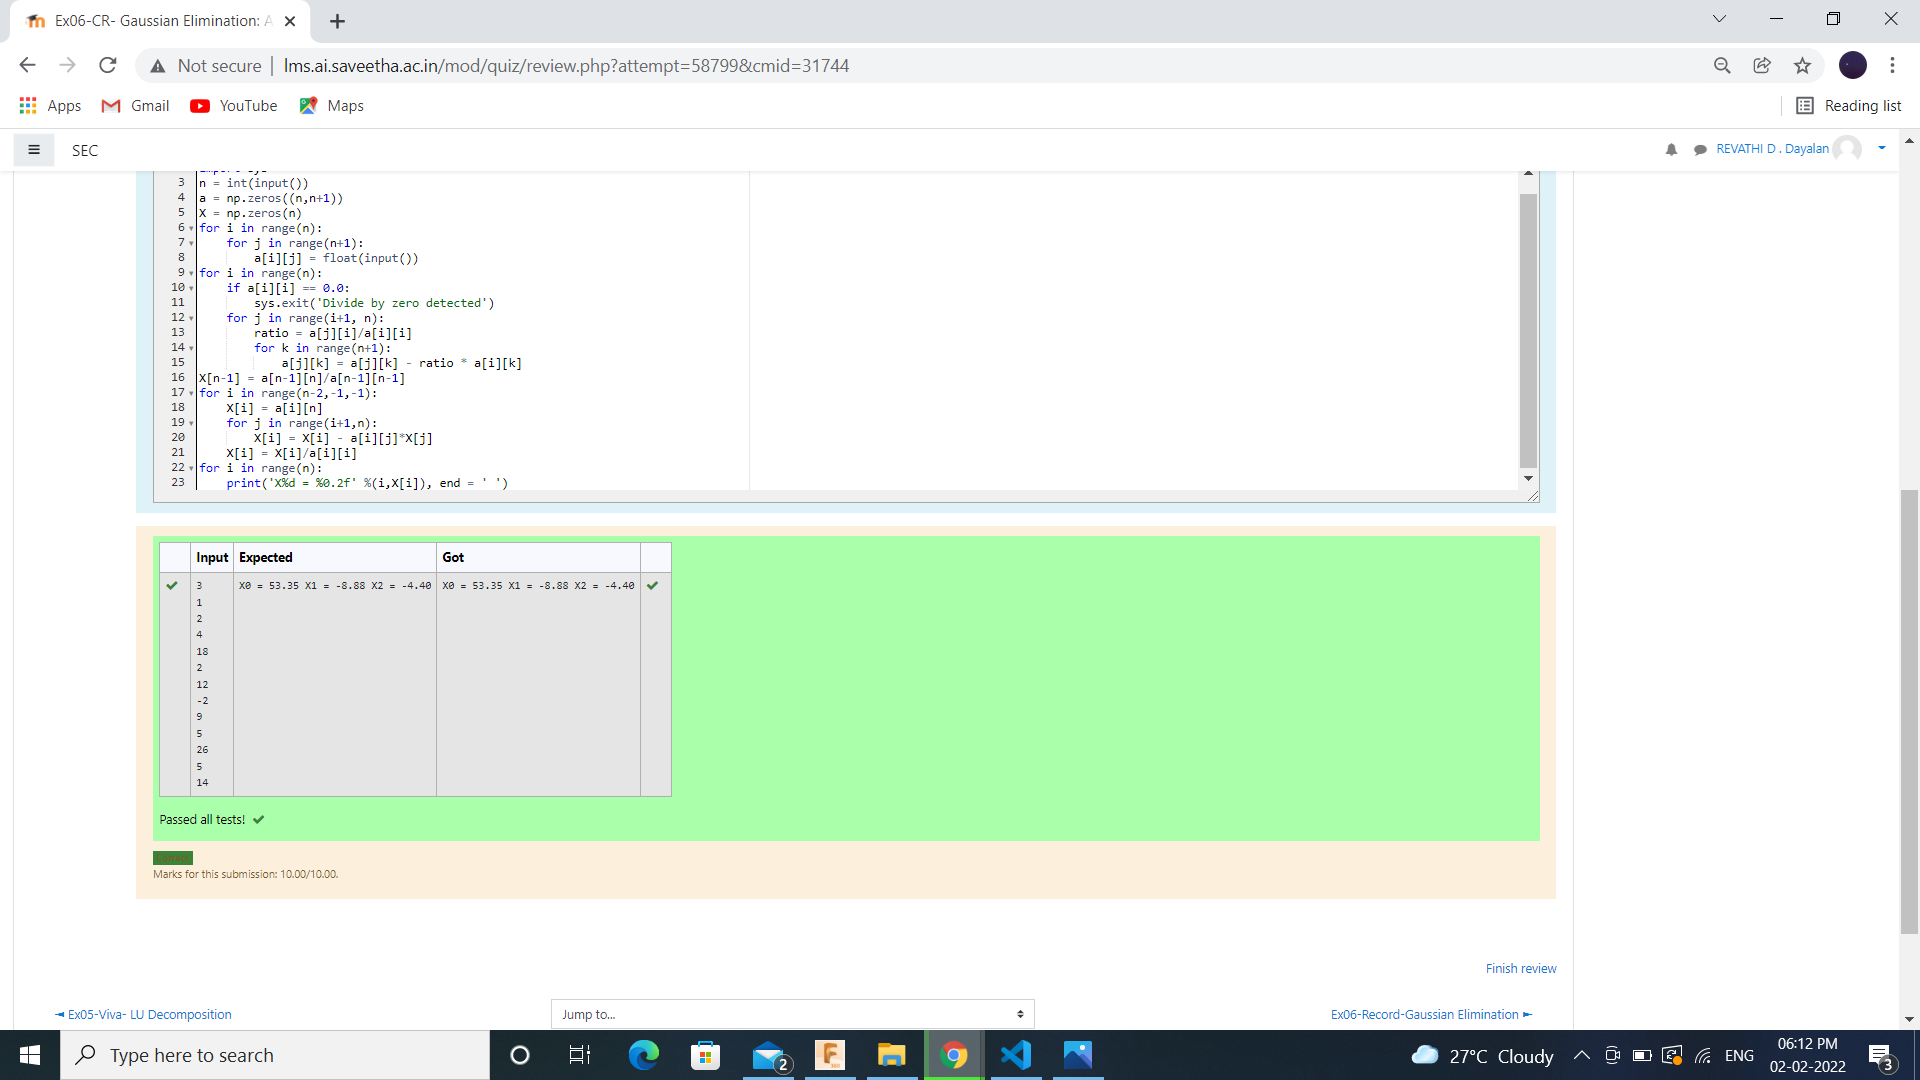 Ex06-CR- Gaussian Elimination: A
Not secure | lms.ai.saveetha.ac.in/mod/quiz/review.php?attempt=58799&cmid=31744
Apps Gmail YouTube Maps Reading list
SEC REVATHI D . Dayalan
3 n = int(input())
4 a = np.zeros((n,n+1))
5 X = np.zeros(n)
6 for i in range(n):
7 for j in range(n+1):
8 a[i][j] = float(input())
9 for i in range(n):
10 if a[i][i] == 0.0:
11 sys.exit('Divide by zero detected')
12 for j in range(i+1, n):
13 ratio = a[j][i]/a[i][i]
14 for k in range(n+1):
15 a[j][k] = a[j][k] - ratio * a[i][k]
16 X[n-1] = a[n-1][n]/a[n-1][n-1]
17 for i in range(n-2,-1,-1):
18 X[i] = a[i][n]
19 for j in range(i+1,n):
20 X[i] = X[i] - a[i][j]*X[j]
21 X[i] = X[i]/a[i][i]
22 for i in range(n):
23 print('X%d = %0.2f' %(i,X[i]), end = ' ')
Input Expected Got
3 X0 = 53.35 X1 = -8.88 X2 = -4.40 X0 = 53.35 X1 = -8.88 X2 = -4.40
1
2
4
18
2
12
-2
9
5
26
5
14
Passed all tests!
Marks for this submission: 10.00/10.00.
Finish review
◄ Ex05-Viva- LU Decomposition
Jump to...
Ex06-Record-Gaussian Elimination ►
Type here to search
2
27°C Cloudy
ENG
06:12 PM
02-02-2022
3